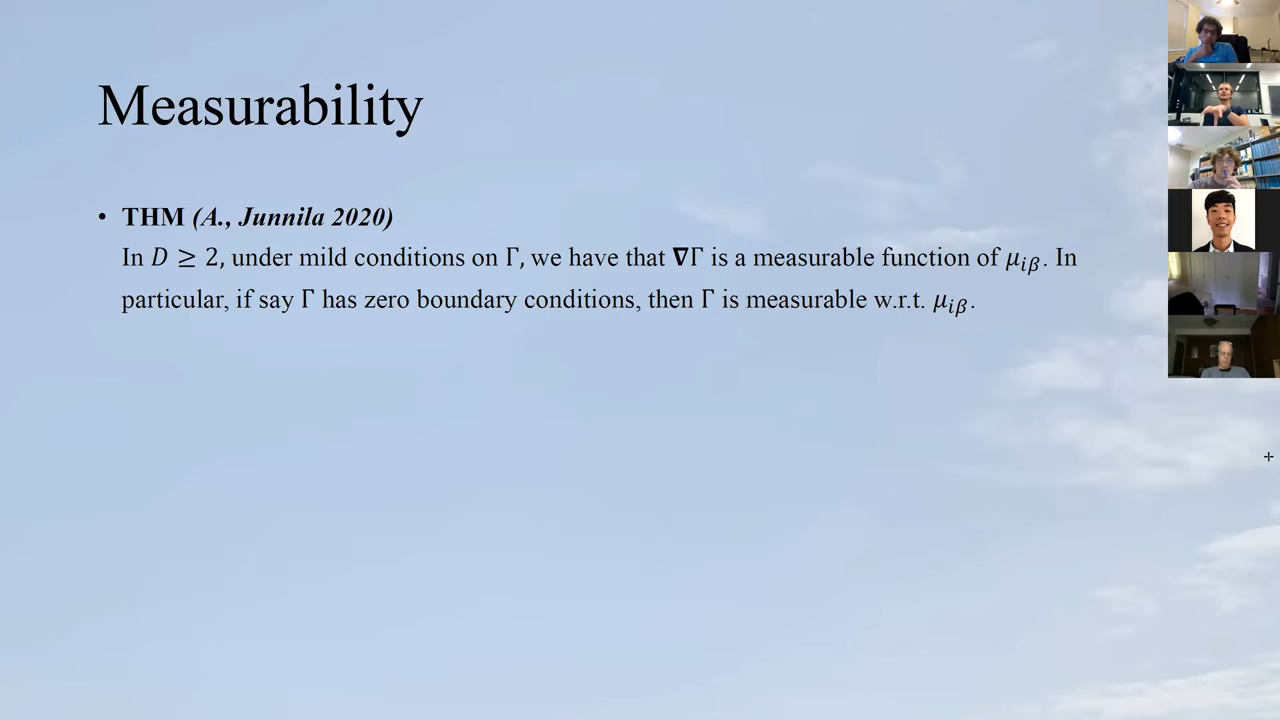 Measurability
• THM (A., Junnila 2020)
In D ≥ 2, under mild conditions on Γ, we have that ∇Γ is a measurable function of μ_{iβ}. In
particular, if say Γ has zero boundary conditions, then Γ is measurable w.r.t. μ_{iβ}.